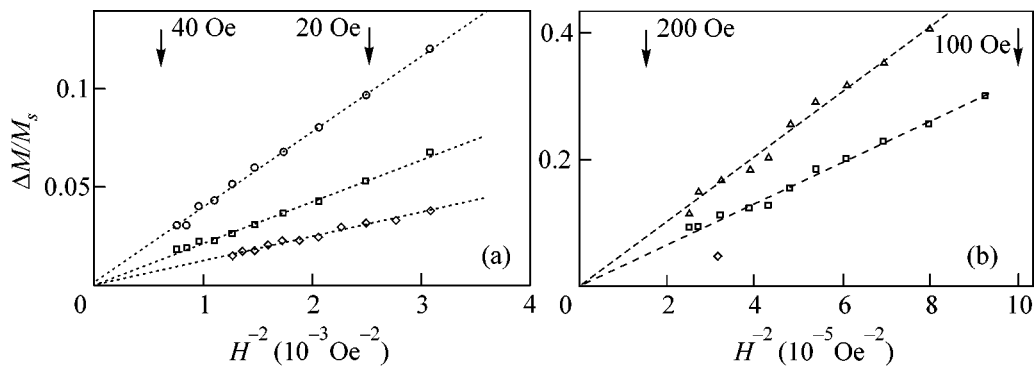 40 Oe
20 Oe
(a)
0.1
0.05
0
1
2
3
4
ΔM/Mₛ
H⁻² (10⁻³ Oe⁻²)
200 Oe
100 Oe
(b)
0.4
0.2
0
2
4
6
8
10
H⁻² (10⁻⁵ Oe⁻²)